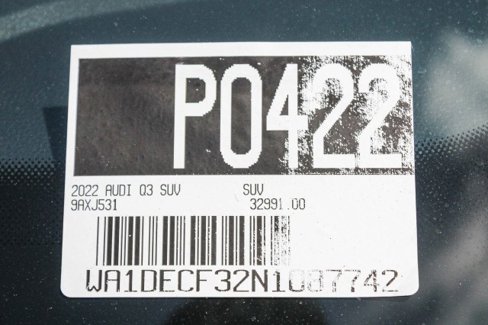 P0422
2022 AUDI Q3 SUV SUV
9AXJ531 32991.00
WA1DECF32N1087742